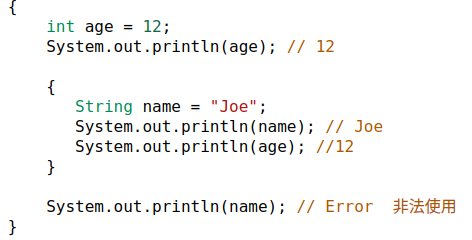 {
int age = 12;
System.out.println(age); // 12
{
String name = "Joe";
System.out.println(name); // Joe
System.out.println(age); //12
}
System.out.println(name); // Error 非法使用
}